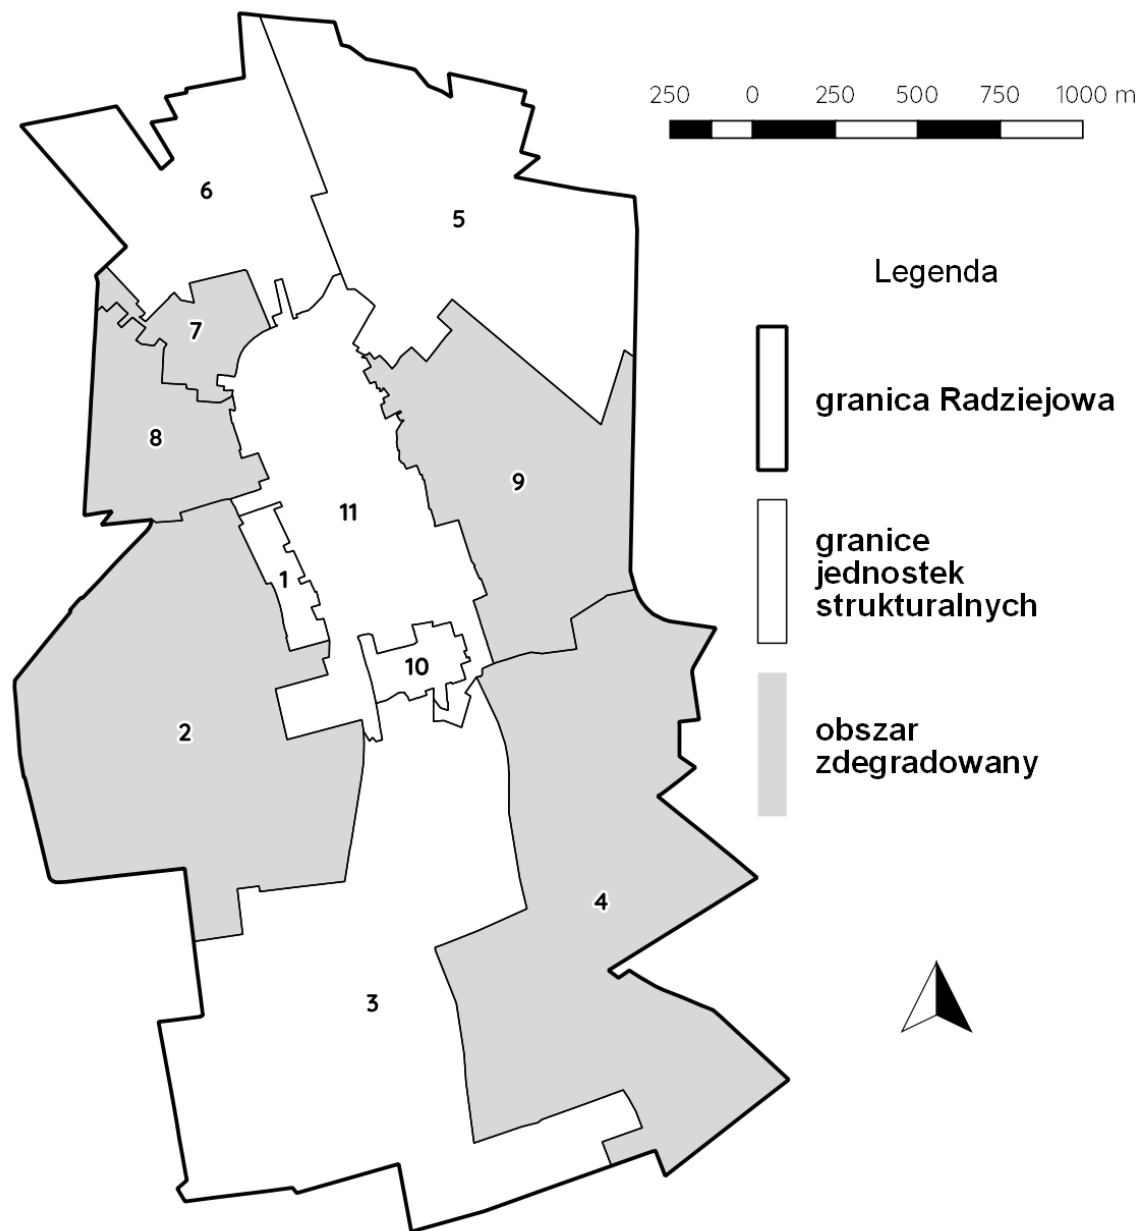 250 0 250 500 750 1000 m
Legenda
granica Radziejowa
granice
jednostek
strukturalnych
obszar
zdegradowany
6
5
7
8
9
11
1
10
2
4
3